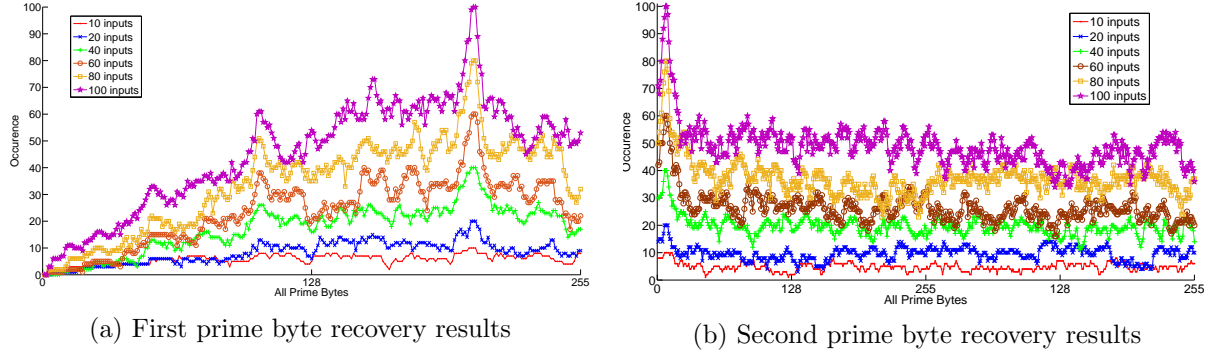 100
90
80
70
60
50
40
30
20
10
0
Occurence
10 inputs
20 inputs
40 inputs
60 inputs
80 inputs
100 inputs
0
128
255
All Prime Bytes
(a) First prime byte recovery results
100
90
80
70
60
50
40
30
20
10
0
Occurrence
10 inputs
20 inputs
40 inputs
60 inputs
80 inputs
100 inputs
0
128
255
128
255
All Prime Bytes
(b) Second prime byte recovery results